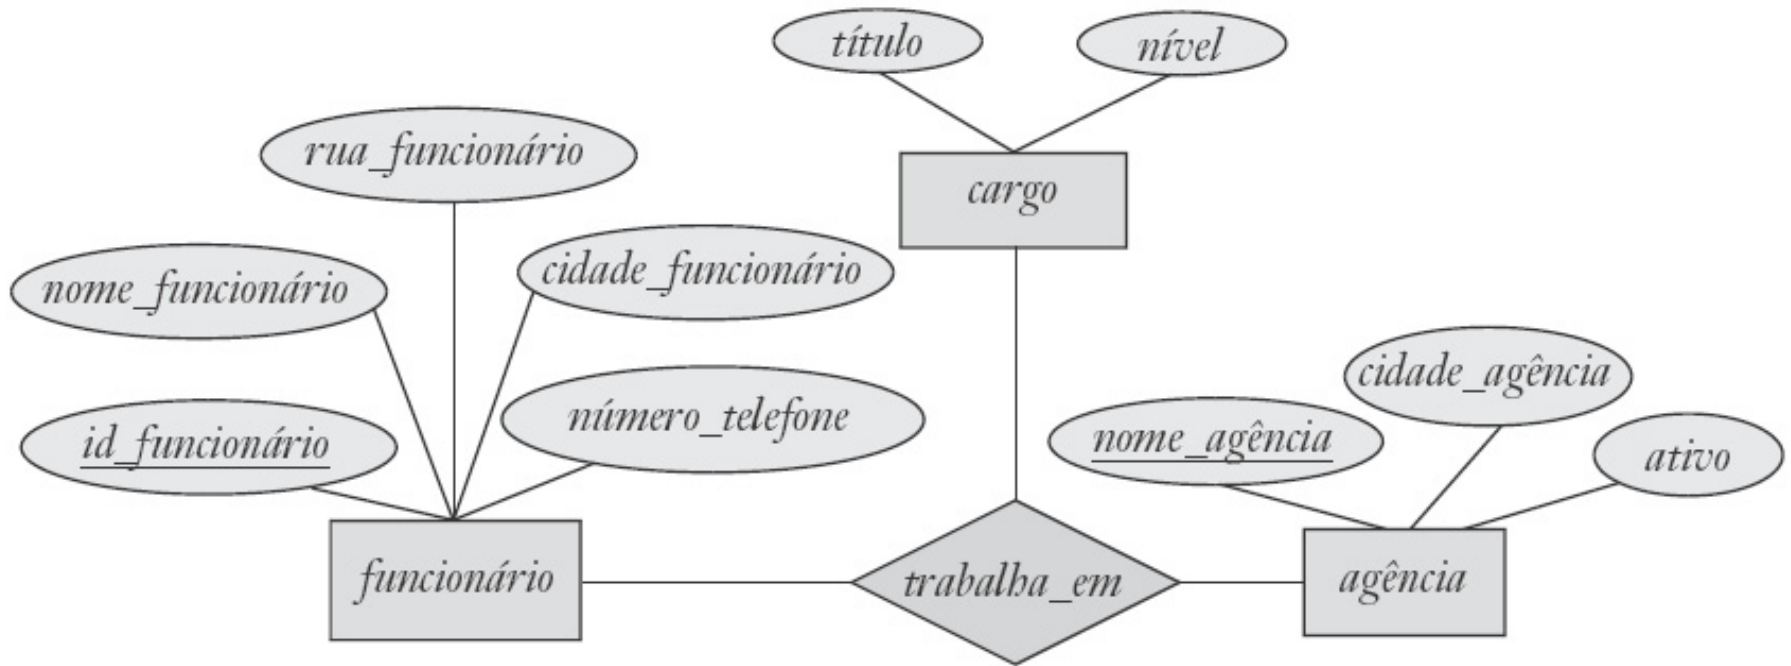 título
nível
rua_funcionário
cargo
nome_funcionário
cidade_funcionário
cidade_agência
número_telefone
id_funcionário
nome_agência
ativo
funcionário
trabalha_em
agência